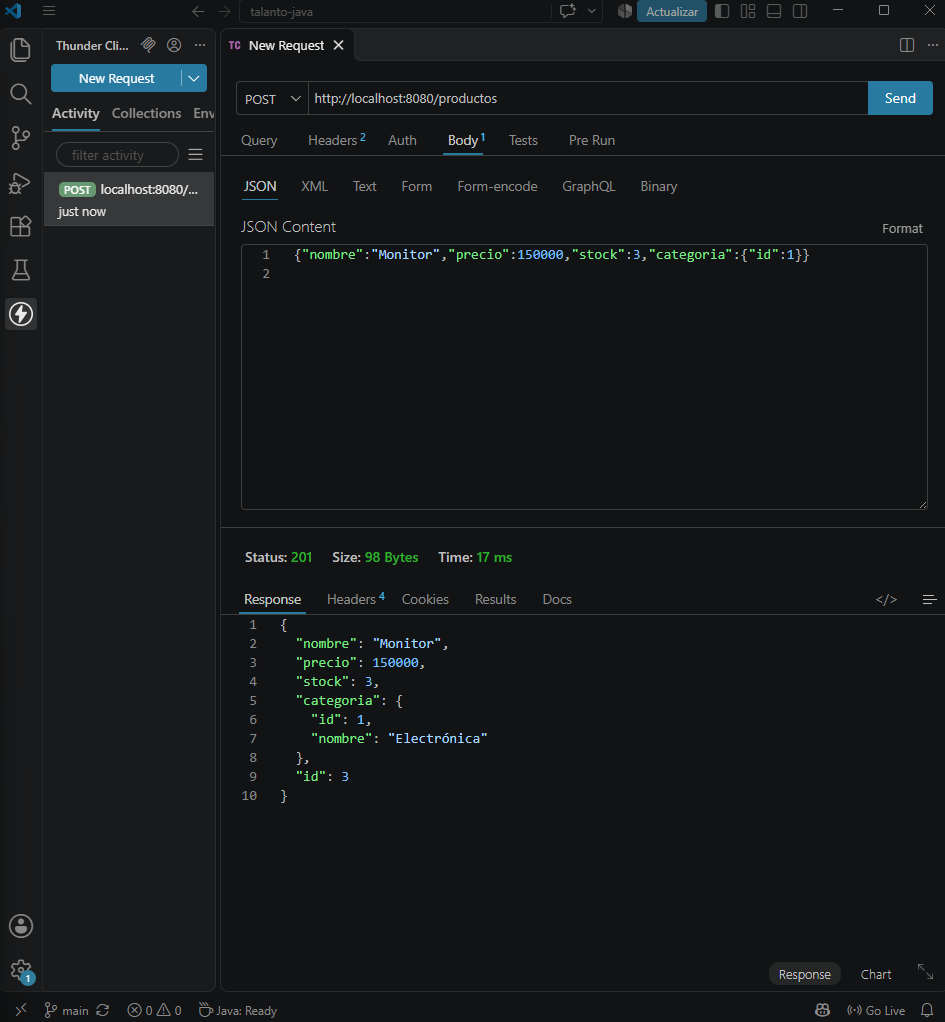 talanto-java
Actualizar
Thunder Cli...
New Request
Activity Collections Env
filter activity
POST localhost:8080/...
just now
TC New Request
POST http://localhost:8080/productos Send
Query Headers 2 Auth Body 1 Tests Pre Run
JSON XML Text Form Form-encode GraphQL Binary
JSON Content
Format
1 {"nombre":"Monitor","precio":150000,"stock":3,"categoria":{"id":1}}
2
Status: 201 Size: 98 Bytes Time: 17 ms
Response Headers 4 Cookies Results Docs </>
1 {
2 "nombre": "Monitor",
3 "precio": 150000,
4 "stock": 3,
5 "categoria": {
6 "id": 1,
7 "nombre": "Electrónica"
8 },
9 "id": 3
10 }
Response Chart
1
main 0 0 Java: Ready Go Live